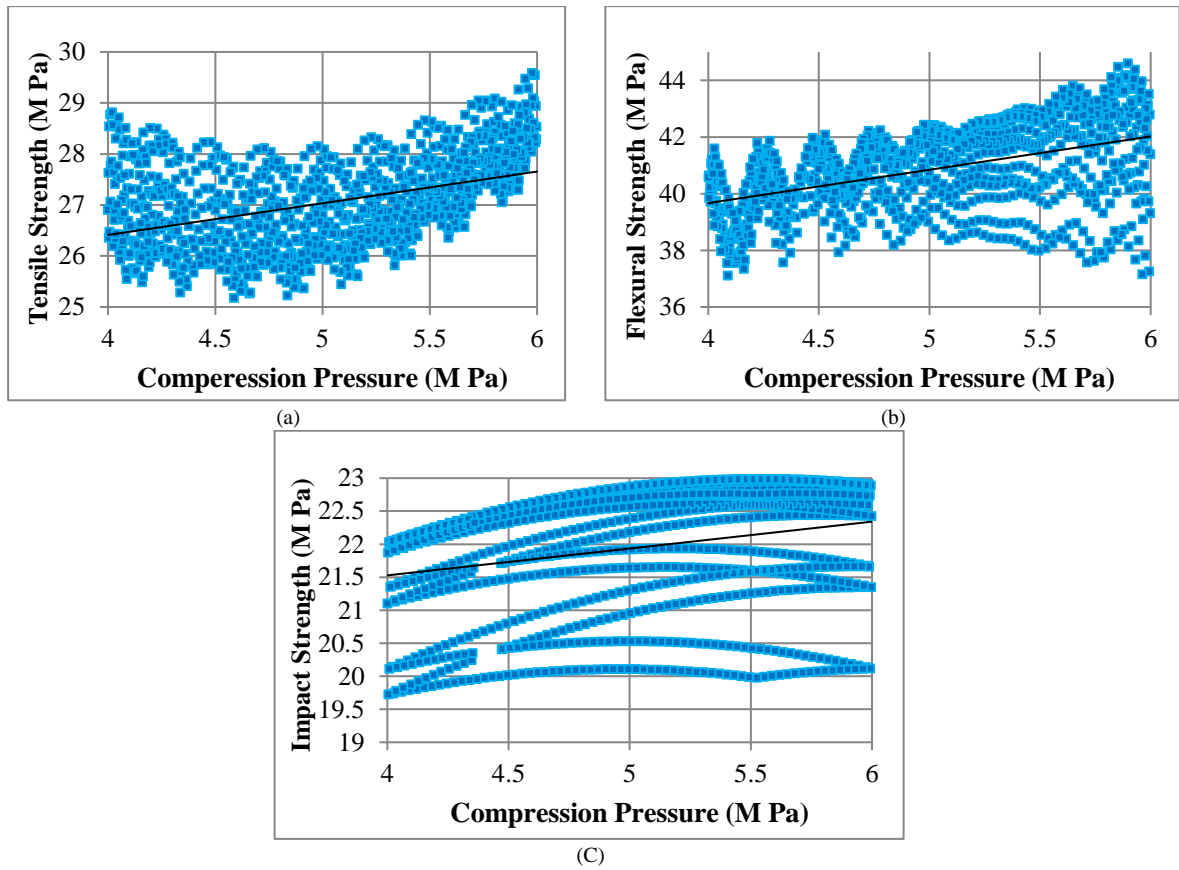 30
29
28
27
26
25
4 4.5 5 5.5 6
Tensile Strength (M Pa)
Comperession Pressure (M Pa)
(a)
44
42
40
38
36
4 4.5 5 5.5 6
Flexural Strength (M Pa)
Comperession Pressure (M Pa)
(b)
23
22.5
22
21.5
21
20.5
20
19.5
19
4 4.5 5 5.5 6
Impact Strength (M Pa)
Compression Pressure (M Pa)
(C)